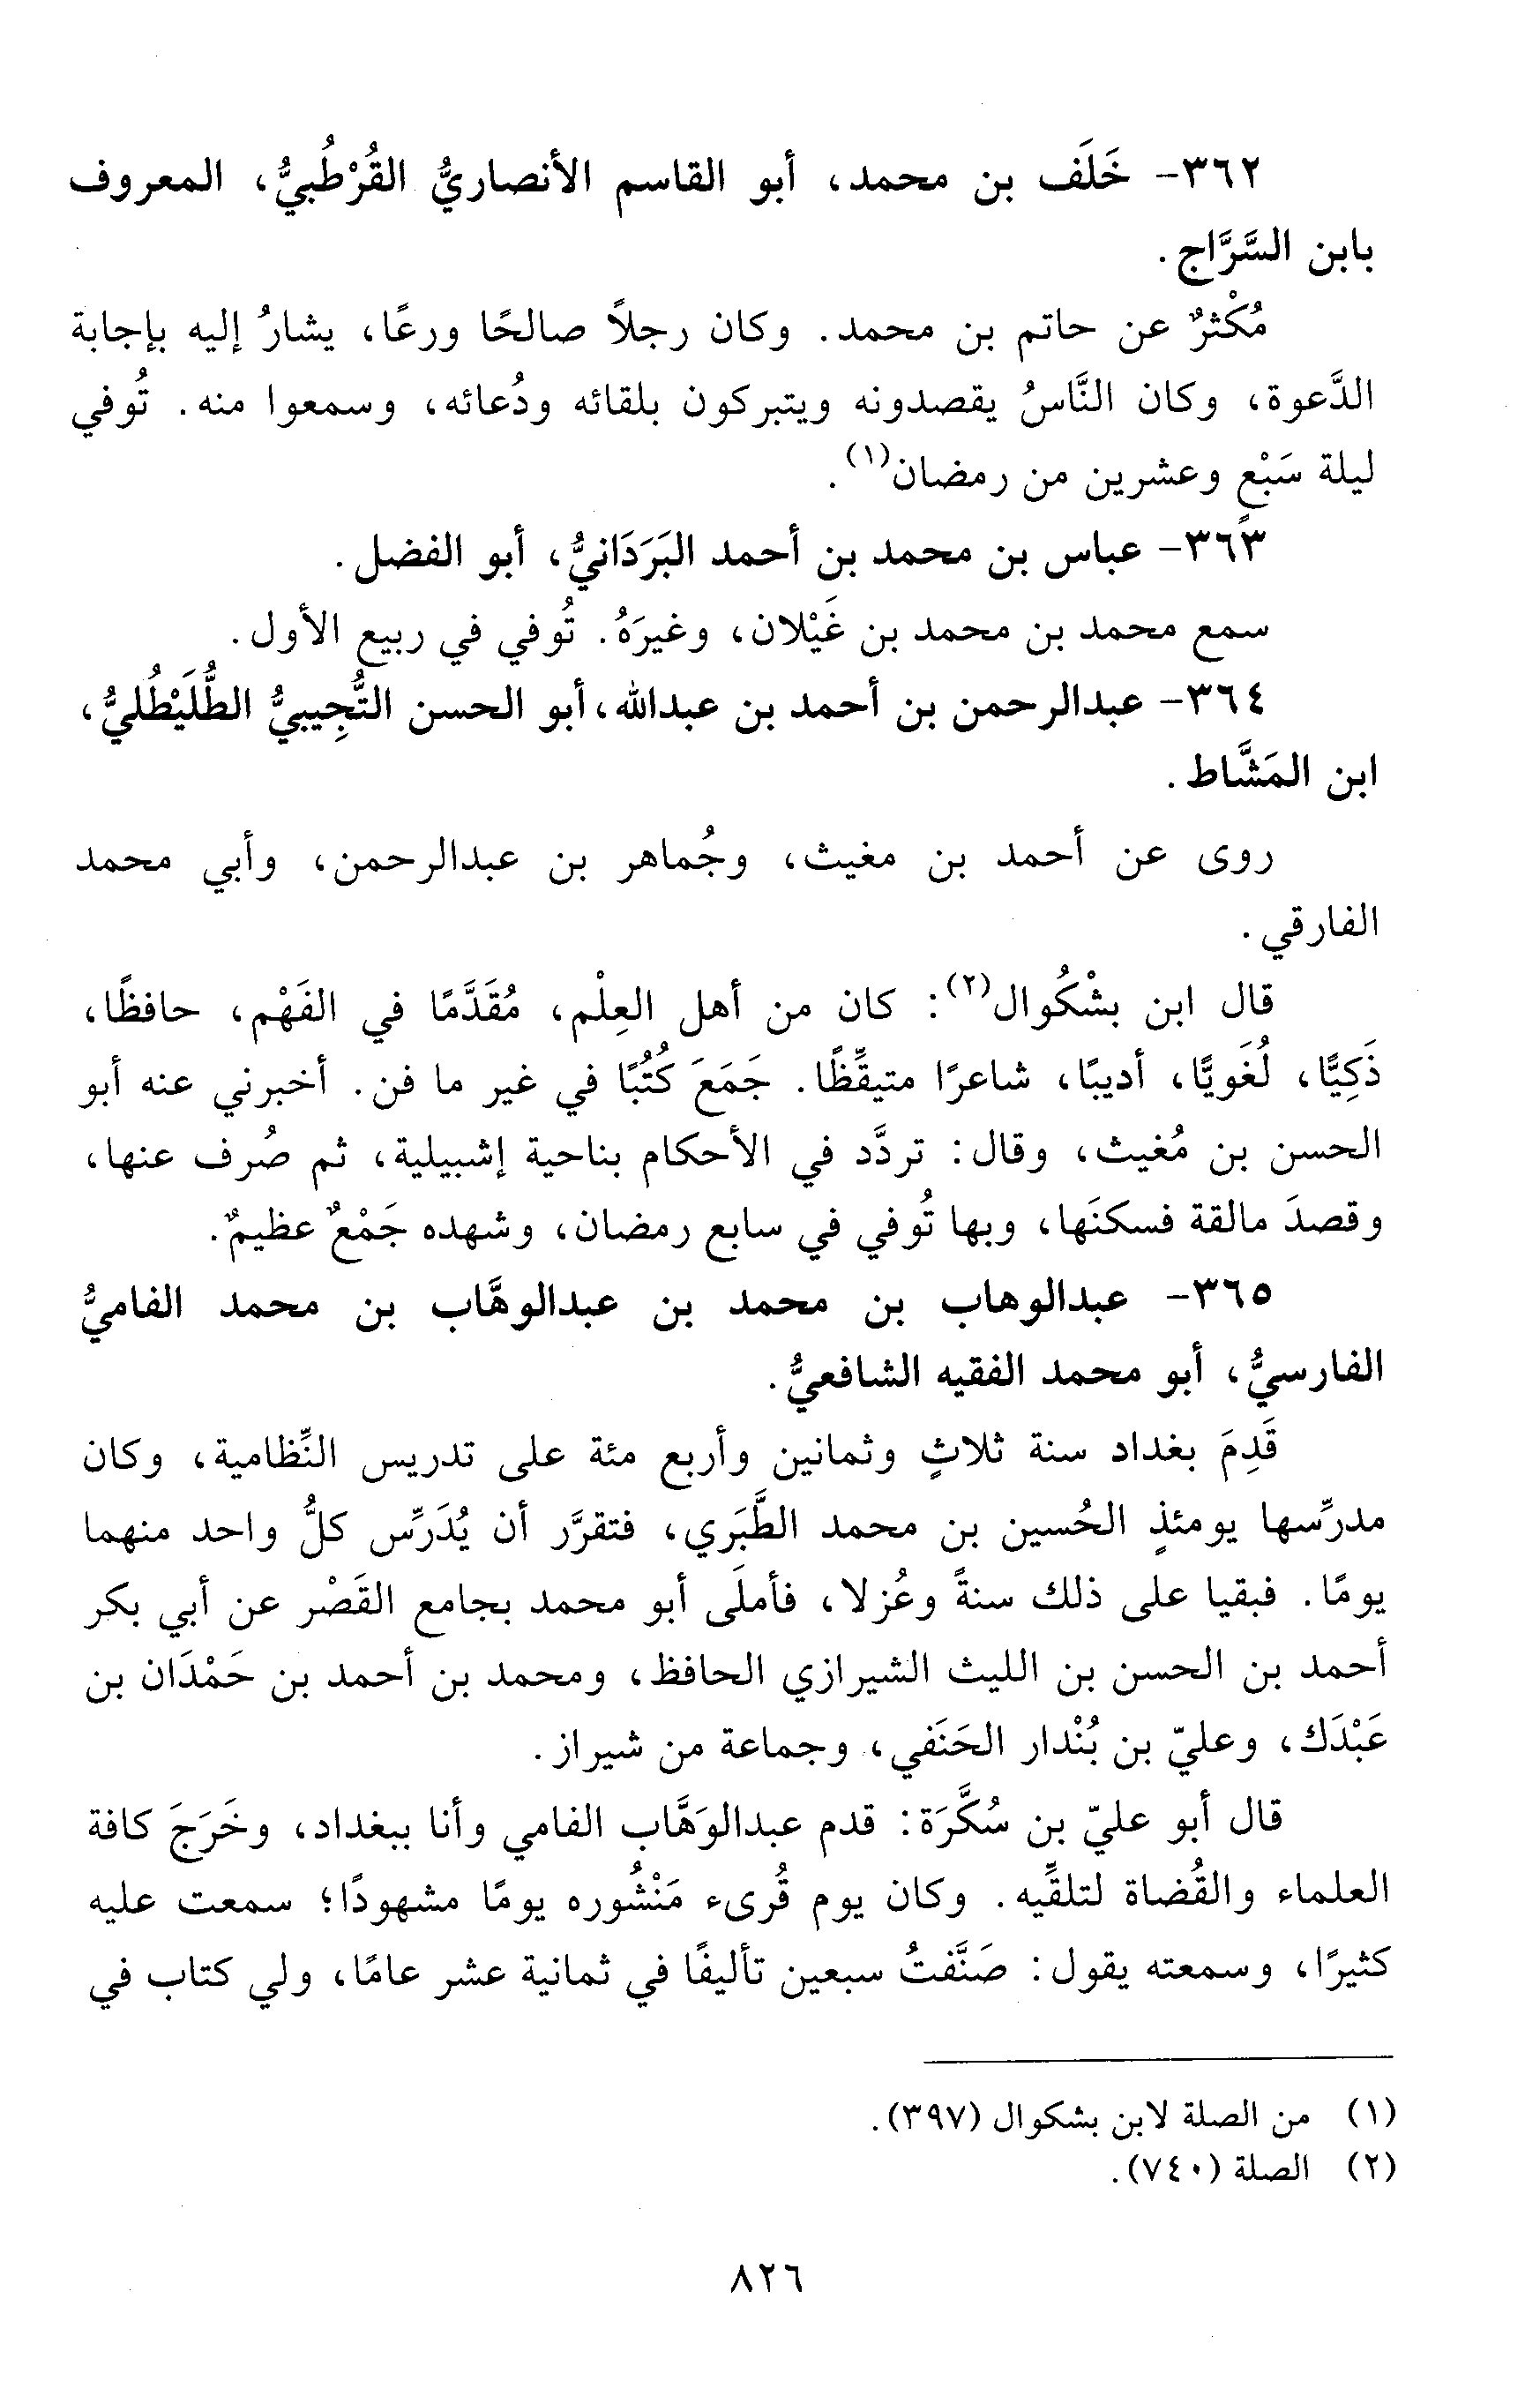 ٣٦٢- خَلَف بن محمد، أبو القاسم الأنصاريُّ القُرْطُبيُّ، المعروف
بابن السَّرَّاج.
مُكْثرٌ عن حاتم بن محمد. وكان رجلاً صالحًا ورعًا، يشارُ إليه بإجابة
الدَّعوة، وكان النَّاسُ يقصدونه ويتبركون بلقائه ودُعائه، وسمعوا منه. تُوفي
ليلة سَبْعٍ وعشرين من رمضان(١).
٣٦٣- عباس بن محمد بن أحمد البَرَدَانيُّ، أبو الفضل.
سمع محمد بن محمد بن غَيْلان، وغيرَهُ. تُوفي في ربيع الأول.
٣٦٤- عبدالرحمن بن أحمد بن عبدالله، أبو الحسن التُّجِيبيُّ الطُّلَيْطُليُّ،
ابن المَشَّاط.
روى عن أحمد بن مغيث، وجُماهر بن عبدالرحمن، وأبي محمد
الفارقي.
قال ابن بشْكُوال(٢): كان من أهل العِلْم، مُقَدَّمًا في الفَهْم، حافظًا،
ذَكِيًّا، لُغَويًّا، أديبًا، شاعرًا متيقِّظًا. جَمَعَ كُتُبًا في غير ما فن. أخبرني عنه أبو
الحسن بن مُغيث، وقال: تردَّد في الأحكام بناحية إشبيلية، ثم صُرف عنها،
وقصدَ مالقة فسكنَها، وبها تُوفي في سابع رمضان، وشهده جَمْعٌ عظيمٌ.
٣٦٥- عبدالوهاب بن محمد بن عبدالوهَّاب بن محمد الفاميُّ
الفارسيُّ، أبو محمد الفقيه الشافعيُّ.
قَدِمَ بغداد سنة ثلاثٍ وثمانين وأربع مئة على تدريس النِّظامية، وكان
مدرِّسها يومئذٍ الحُسين بن محمد الطَّبَري، فتقرَّر أن يُدَرِّس كلُّ واحد منهما
يومًا. فبقيا على ذلك سنةً وعُزلا، فأملَى أبو محمد بجامع القَصْر عن أبي بكر
أحمد بن الحسن بن الليث الشيرازي الحافظ، ومحمد بن أحمد بن حَمْدَان بن
عَبْدَك، وعليّ بن بُنْدار الحَنَفي، وجماعة من شيراز.
قال أبو عليّ بن سُكَّرَة: قدم عبدالوَهَّاب الفامي وأنا ببغداد، وخَرَجَ كافة
العلماء والقُضاة لتلقِّيه. وكان يوم قُرىء مَنْشُوره يومًا مشهودًا؛ سمعت عليه
كثيرًا، وسمعته يقول: صَنَّفتُ سبعين تأليفًا في ثمانية عشر عامًا، ولي كتاب في
(١) من الصلة لابن بشكوال (٣٩٧).
(٢) الصلة (٧٤٠).
٨٢٦